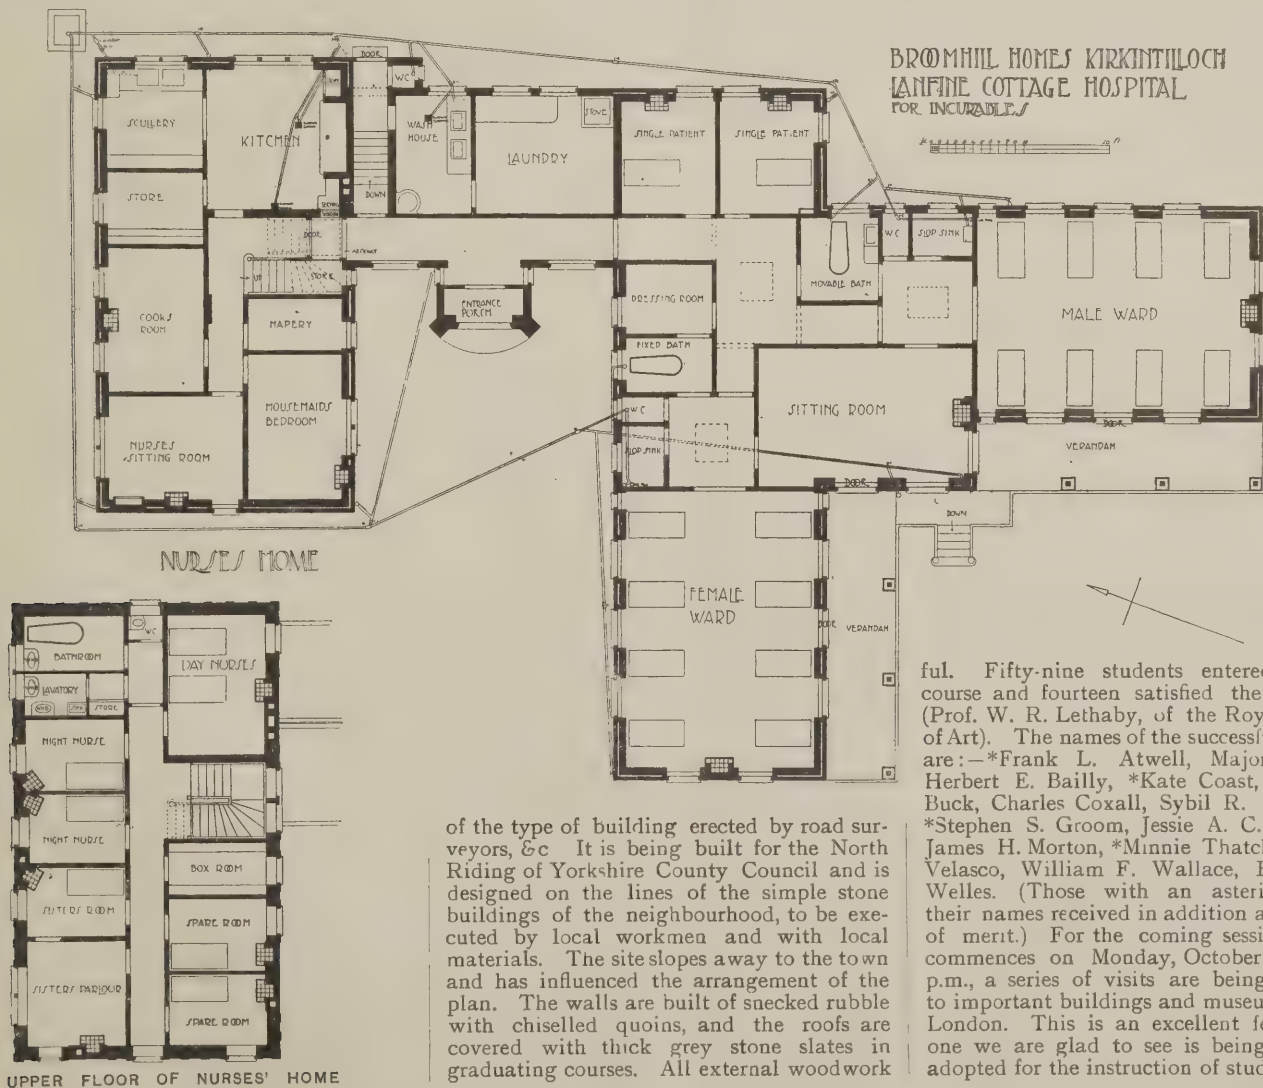 BROOMHILL HOMES KIRKINTILLOCH
LANFINE COTTAGE HOSPITAL
FOR INCURABLES
DOOR
WC
SCULLERY
KITCHEN
WASH
HOUSE
LAUNDRY
STOVE
SINGLE PATIENT
SINGLE PATIENT
STORE
DOWN
DOOR
ARCHWAY
UP
STORE
COOKS
ROOM
NAPERY
ENTRANCE
PORCH
HOUSEMAIDS
BEDROOM
NURSES
SITTING ROOM
DRESSING ROOM
FIXED BATH
MOVABLE BATH
WC
SLOP SINK
MALE WARD
SITTING ROOM
WC
SLOP SINK
DOOR
VERANDAH
DOOR
DOWN
FEMALE
WARD
DOOR
VERANDAH
NURSES HOME
WC
BATHROOM
DAY NURSES
LAVATORY
STORE
NIGHT NURSE
NIGHT NURSE
BOX ROOM
SISTERS ROOM
SPARE ROOM
SISTERS PARLOUR
SPARE ROOM
UPPER FLOOR OF NURSES' HOME
of the type of building erected by road sur-
veyors, &c It is being built for the North
Riding of Yorkshire County Council and is
designed on the lines of the simple stone
buildings of the neighbourhood, to be exe-
cuted by local workmen and with local
materials. The site slopes away to the town
and has influenced the arrangement of the
plan. The walls are built of snecked rubble
with chiselled quoins, and the roofs are
covered with thick grey stone slates in
graduating courses. All external woodwork
ful. Fifty-nine students entere
course and fourteen satisfied the
(Prof. W. R. Lethaby, of the Roy
of Art). The names of the successf
are:—*Frank L. Atwell, Major
Herbert E. Bailly, *Kate Coast,
Buck, Charles Coxall, Sybil R.
*Stephen S. Groom, Jessie A. C.
James H. Morton, *Minnie Thatc
Velasco, William F. Wallace,
Welles. (Those with an asteri
their names received in addition a
of merit.) For the coming sessi
commences on Monday, October
p.m., a series of visits are being
to important buildings and museu
London. This is an excellent fe
one we are glad to see is being
adopted for the instruction of stud